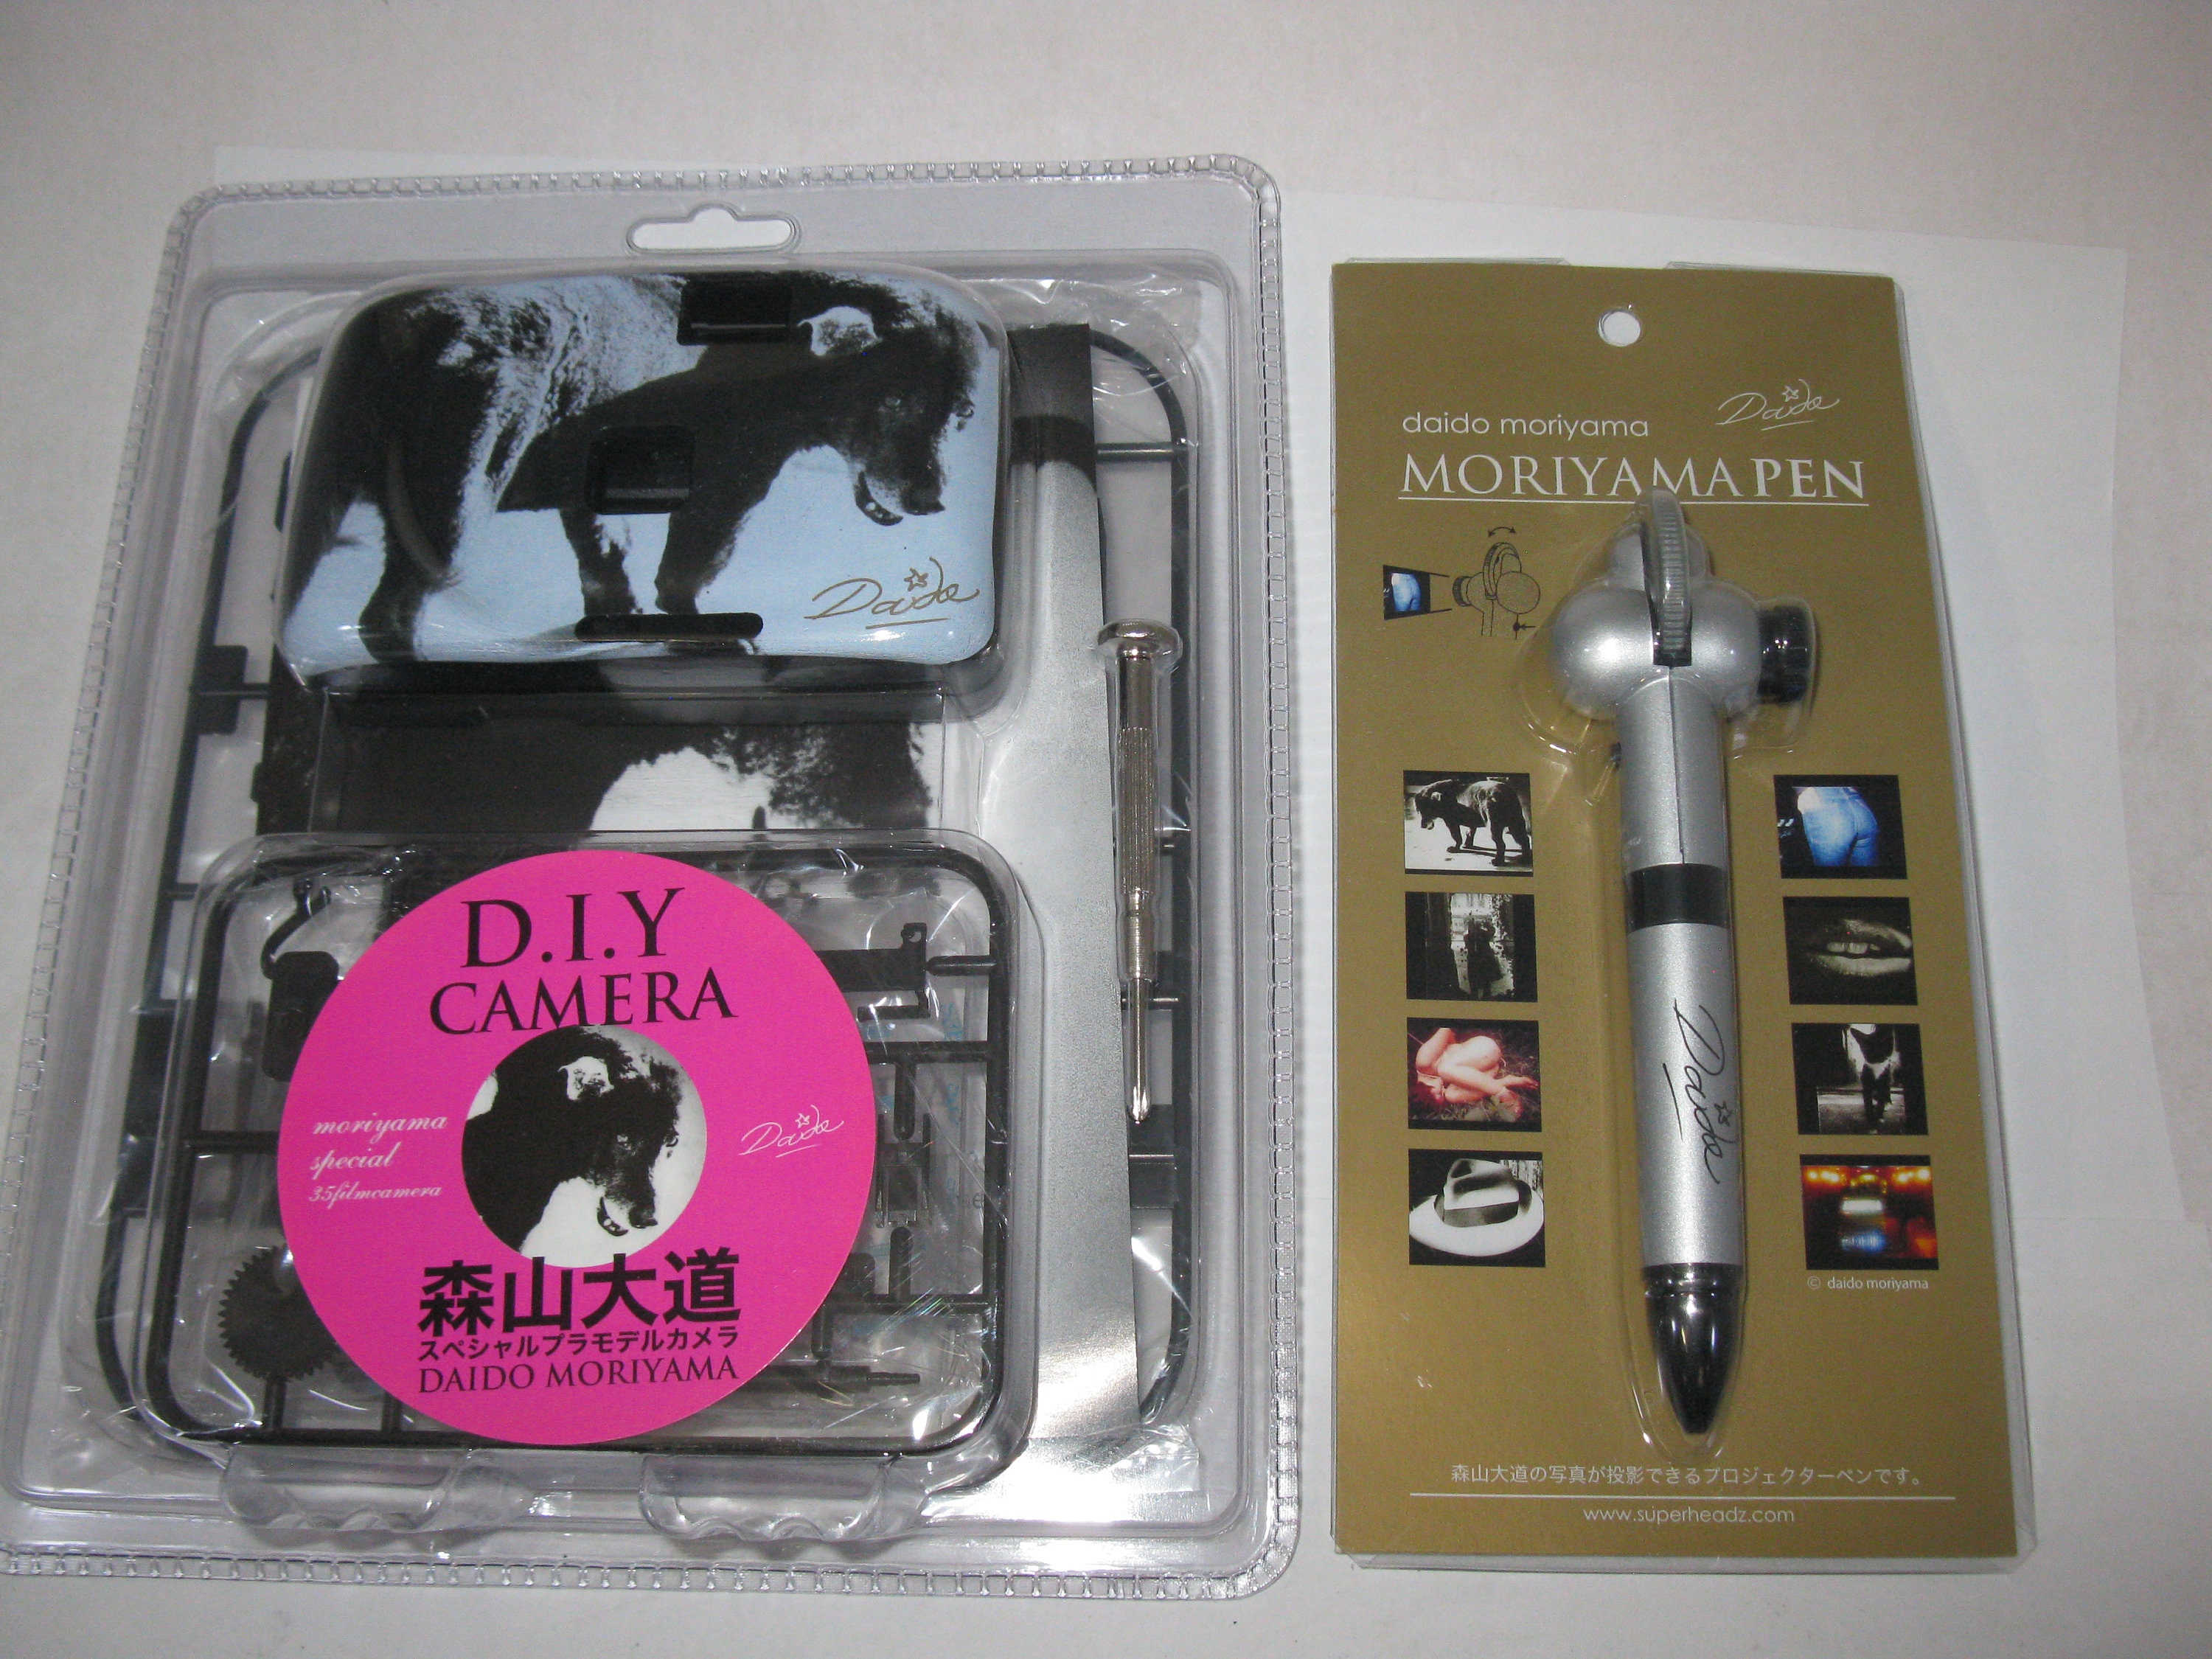 Daido
D.I.Y
CAMERA
moriyama
special
35filmcamera
Daido
森山大道
スペシャルプラモデルカメラ
DAIDO MORIYAMA
daido moriyama
Daido
MORIYAMA PEN
Daido
© daido moriyama
森山大道の写真が投影できるプロジェクターペンです。
www.superheadz.com